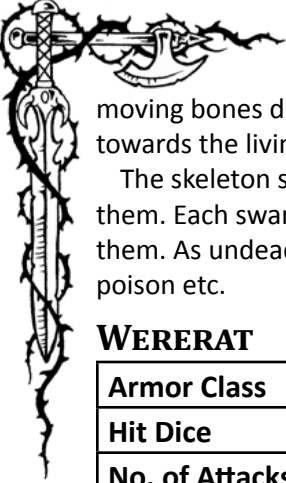 moving bones d
towards the livin
The skeleton s
them. Each swar
them. As undead
poison etc.
WERERAT
Armor Class
Hit Dice
No. of Attacks